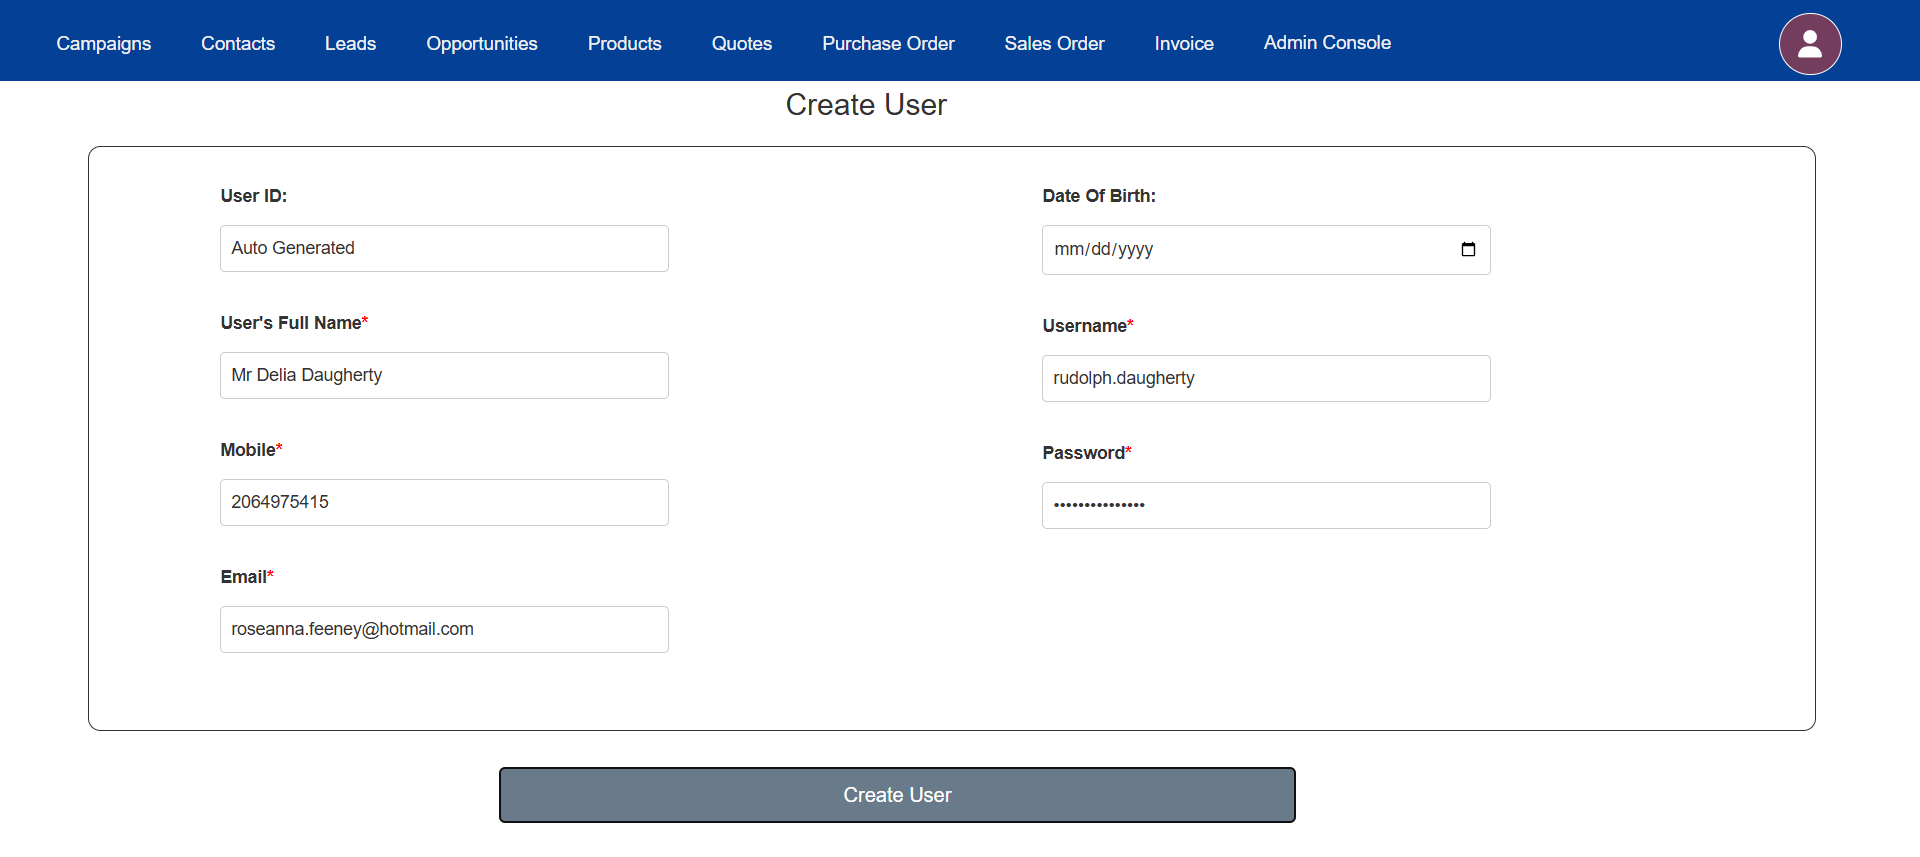 Campaigns Contacts Leads Opportunities Products Quotes Purchase Order Sales Order Invoice Admin Console
Create User
User ID:
Auto Generated
User's Full Name*
Mr Delia Daugherty
Mobile*
2064975415
Email*
roseanna.feeney@hotmail.com
Date Of Birth:
mm/dd/yyyy
Username*
rudolph.daugherty
Password*
•••••••••••••••
Create User